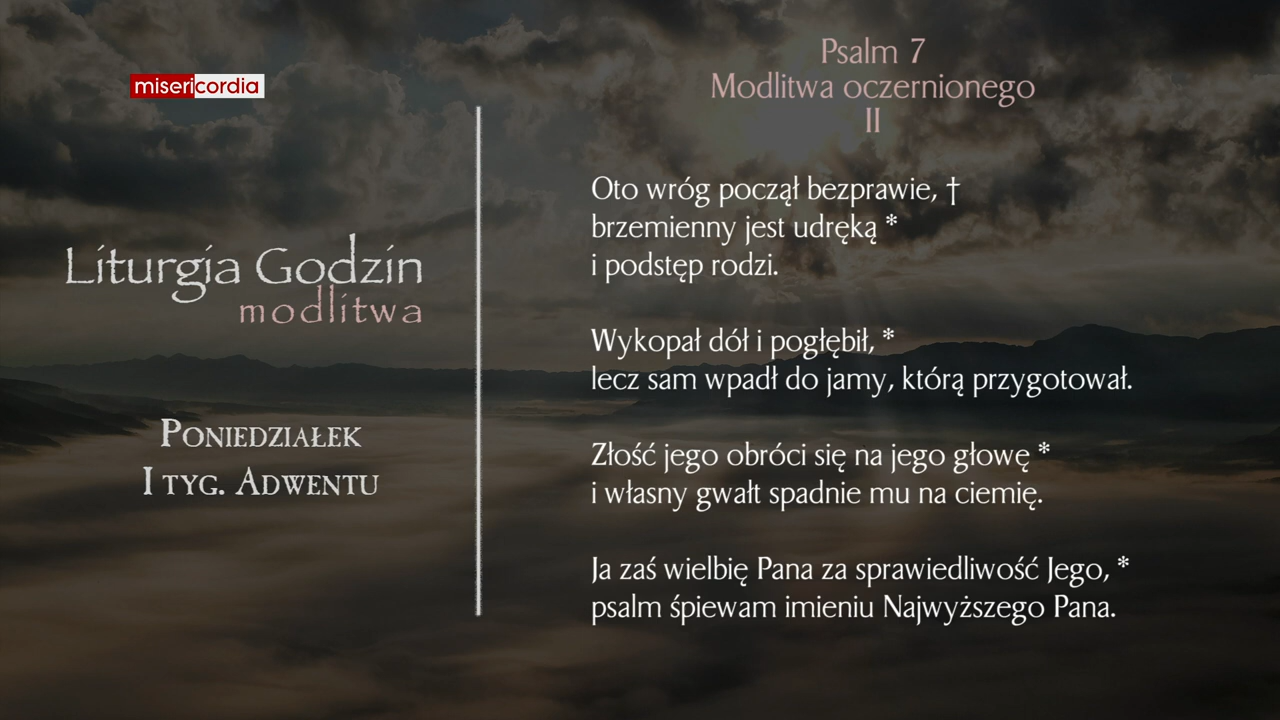 misericordia
Liturgia Godzin
modlitwa
Poniedziałek
I tyg. Adwentu
Psalm 7
Modlitwa oczernionego
II
Oto wróg począł bezprawie, †
brzemienny jest udręką *
i podstęp rodzi.
Wykopał dół i pogłębił, *
lecz sam wpadł do jamy, którą przygotował.
Złość jego obróci się na jego głowę *
i własny gwałt spadnie mu na ciemię.
Ja zaś wielbię Pana za sprawiedliwość Jego, *
psalm śpiewam imieniu Najwyższego Pana.